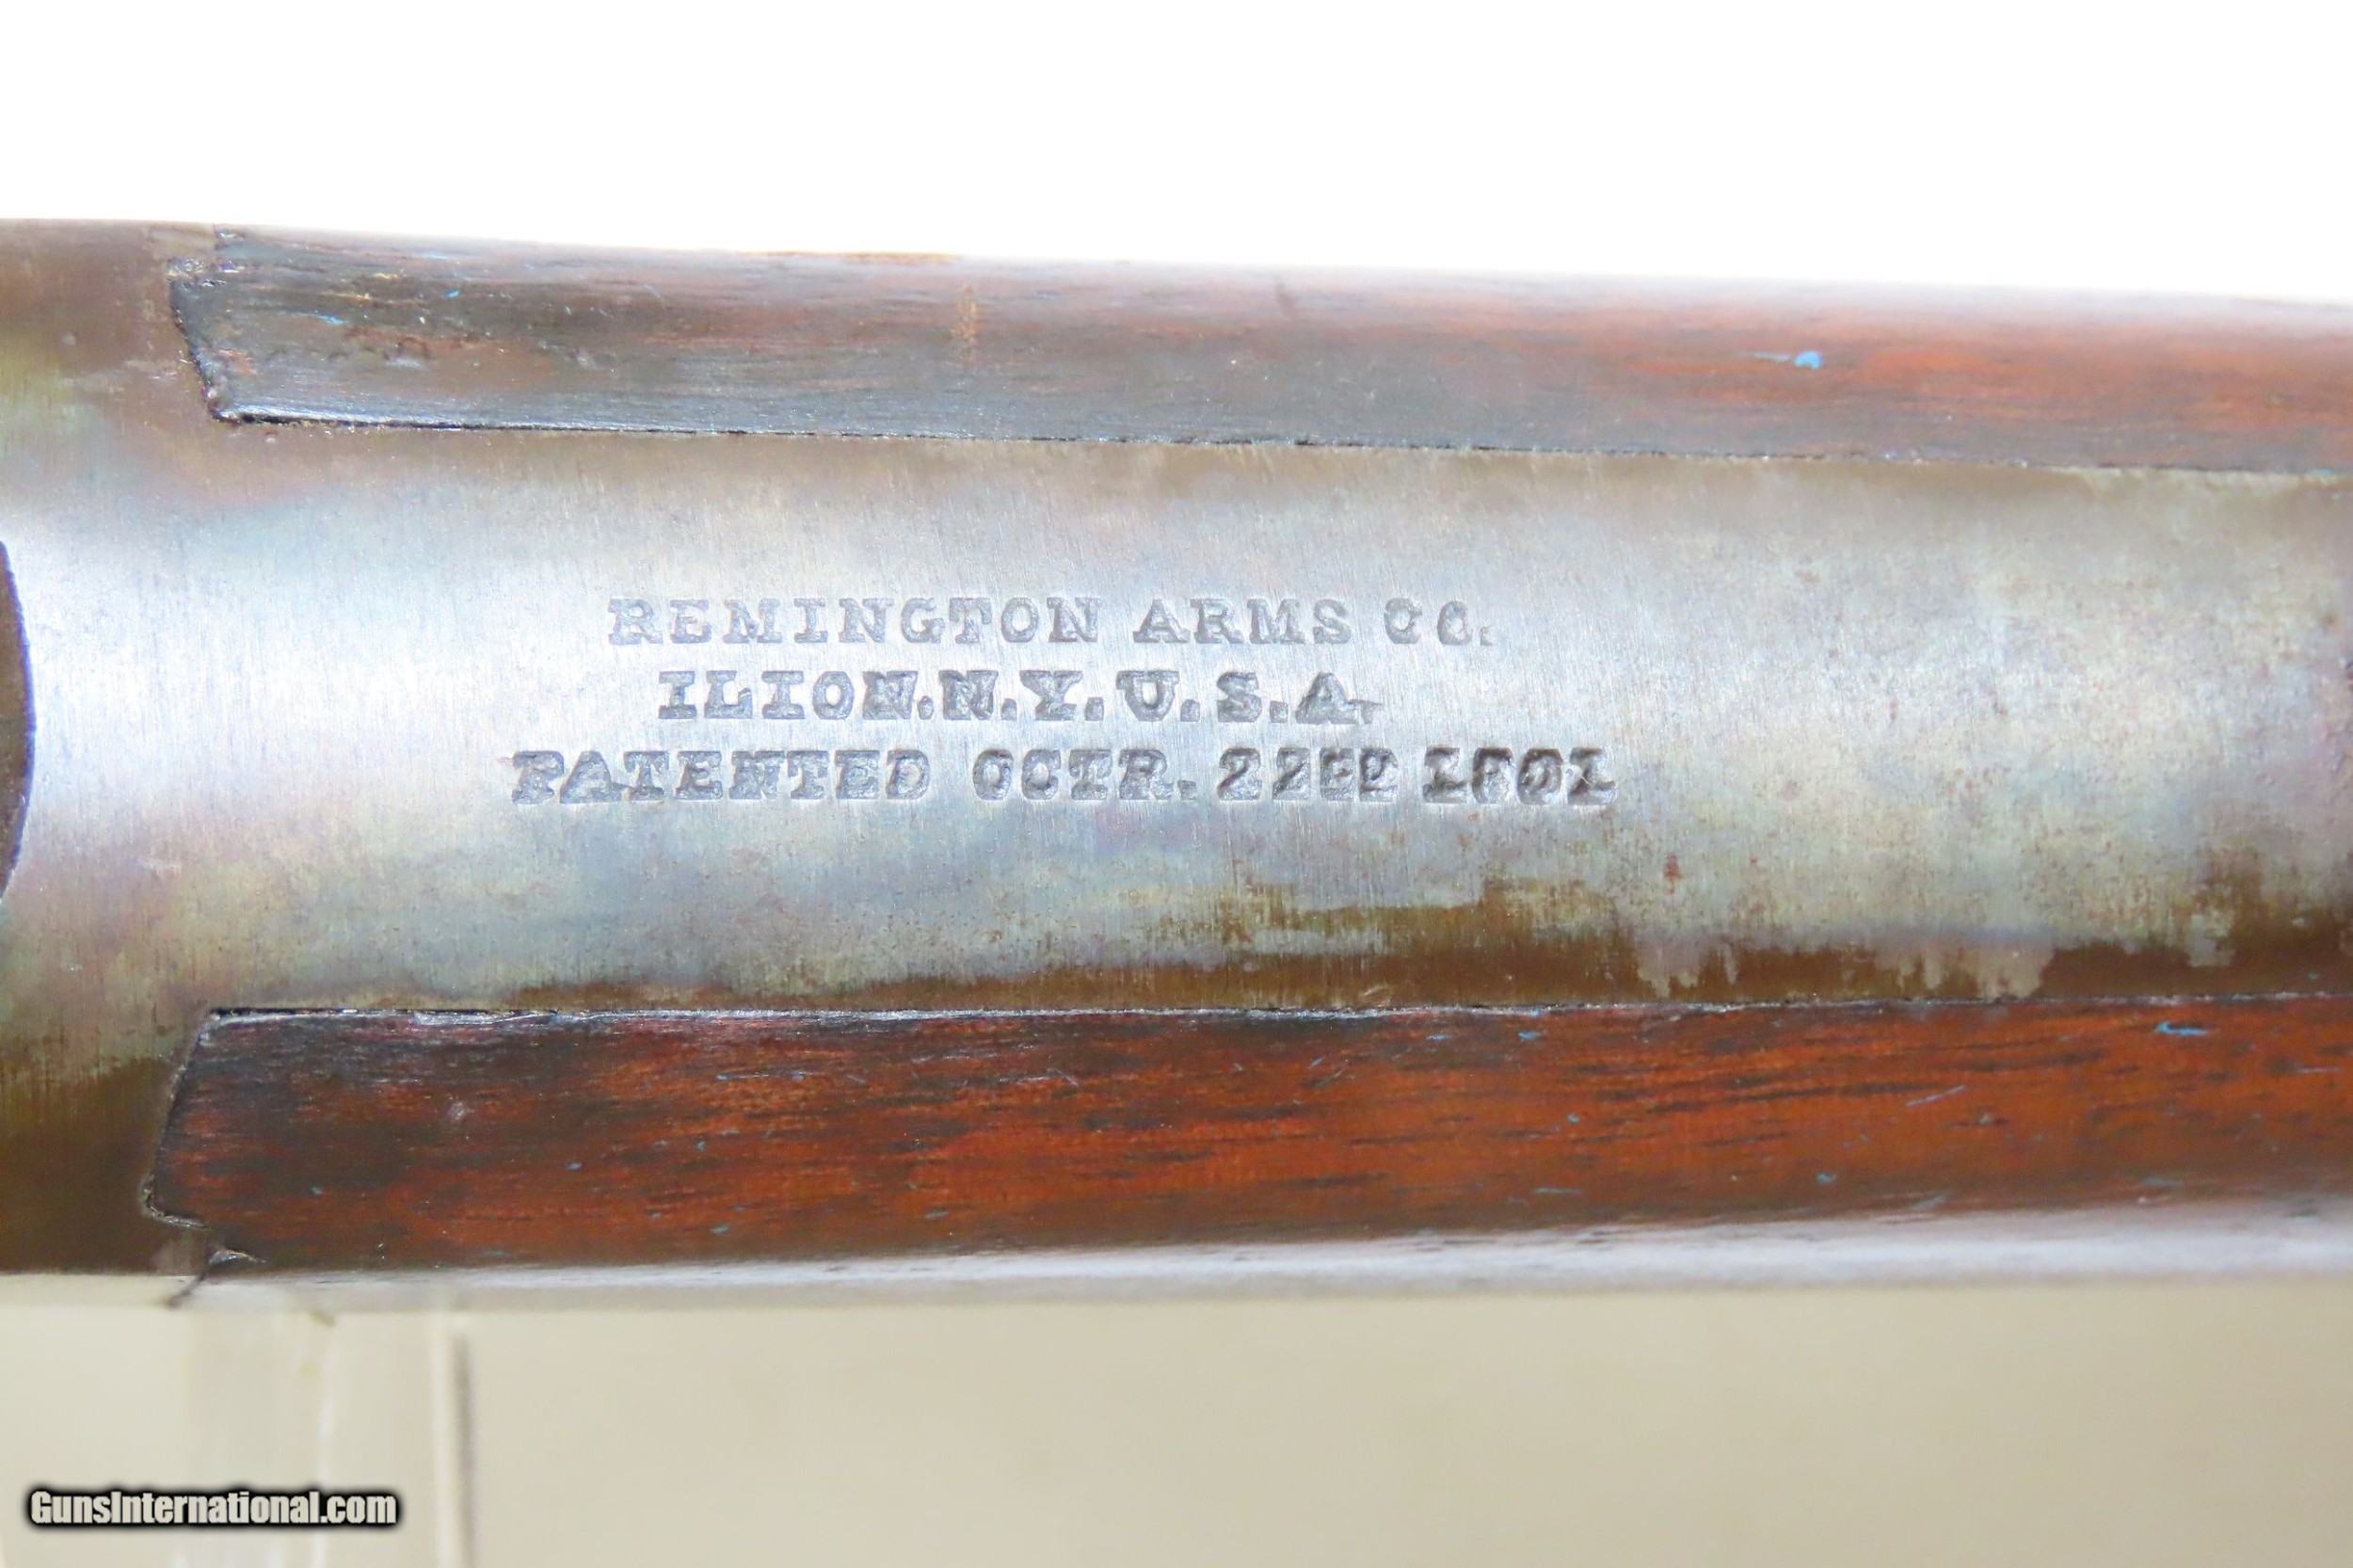 REMINGTON ARMS CO.
ILION.N.Y.U.S.A.
PATENTED OCTR. 22ND 1901
GunsInternational.com